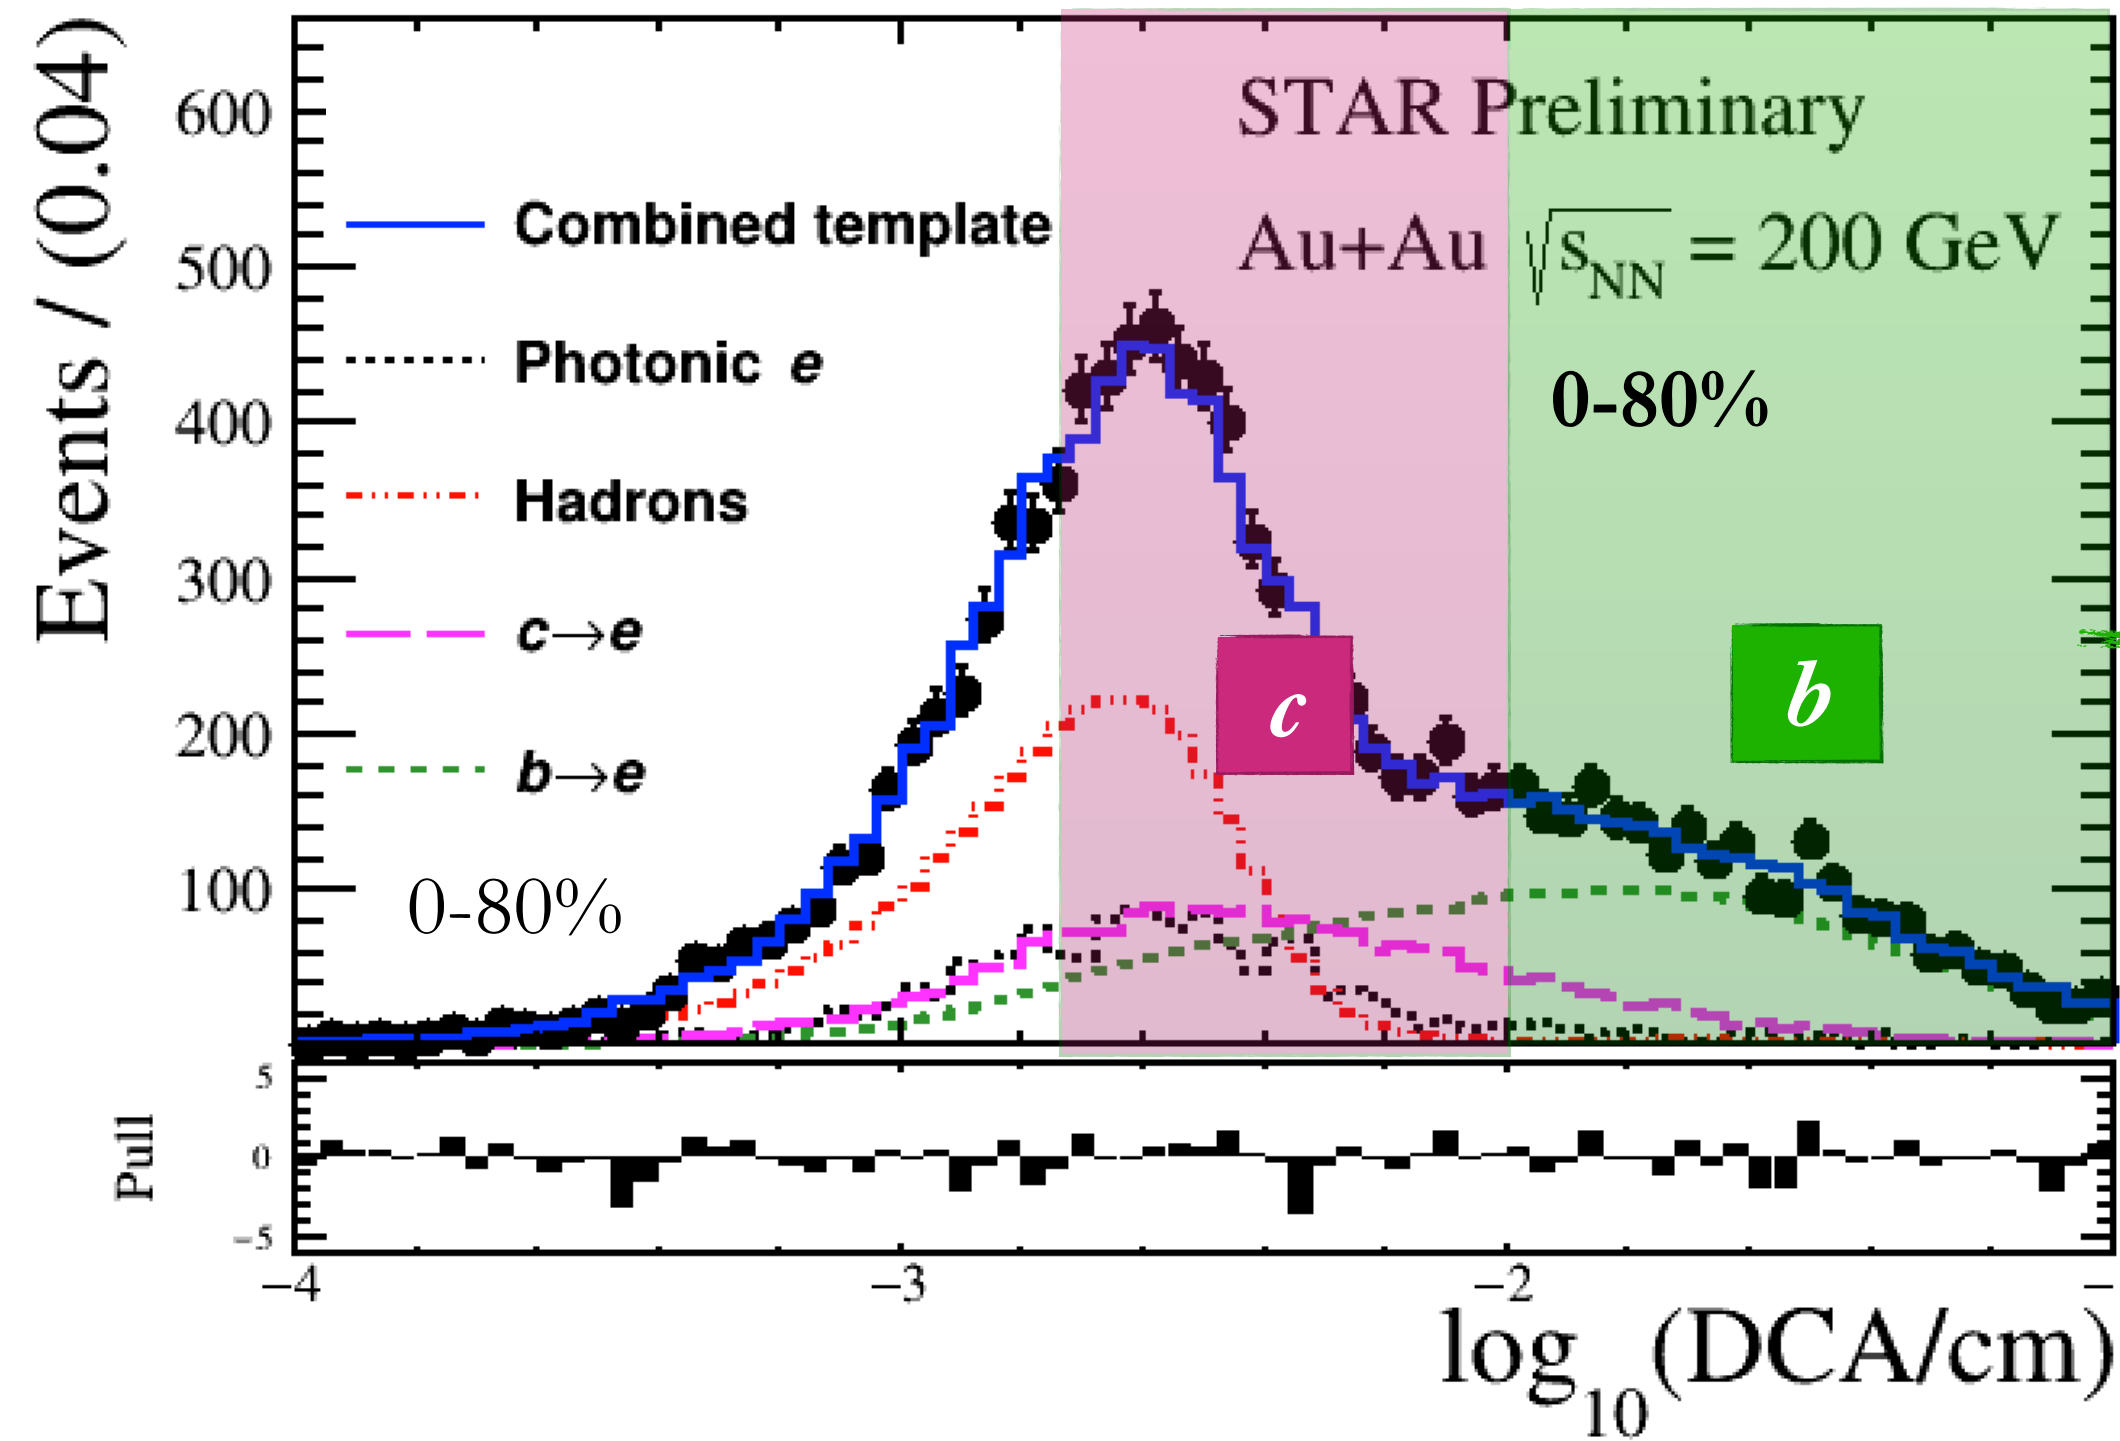 Events / (0.04)
600
500
400
300
200
100
STAR Preliminary
Au+Au √sNN = 200 GeV
0-80%
Combined template
Photonic e
Hadrons
c→e
b→e
0-80%
c
b
Pull
5
0
−5
−4 −3 −2 −
log10(DCA/cm)